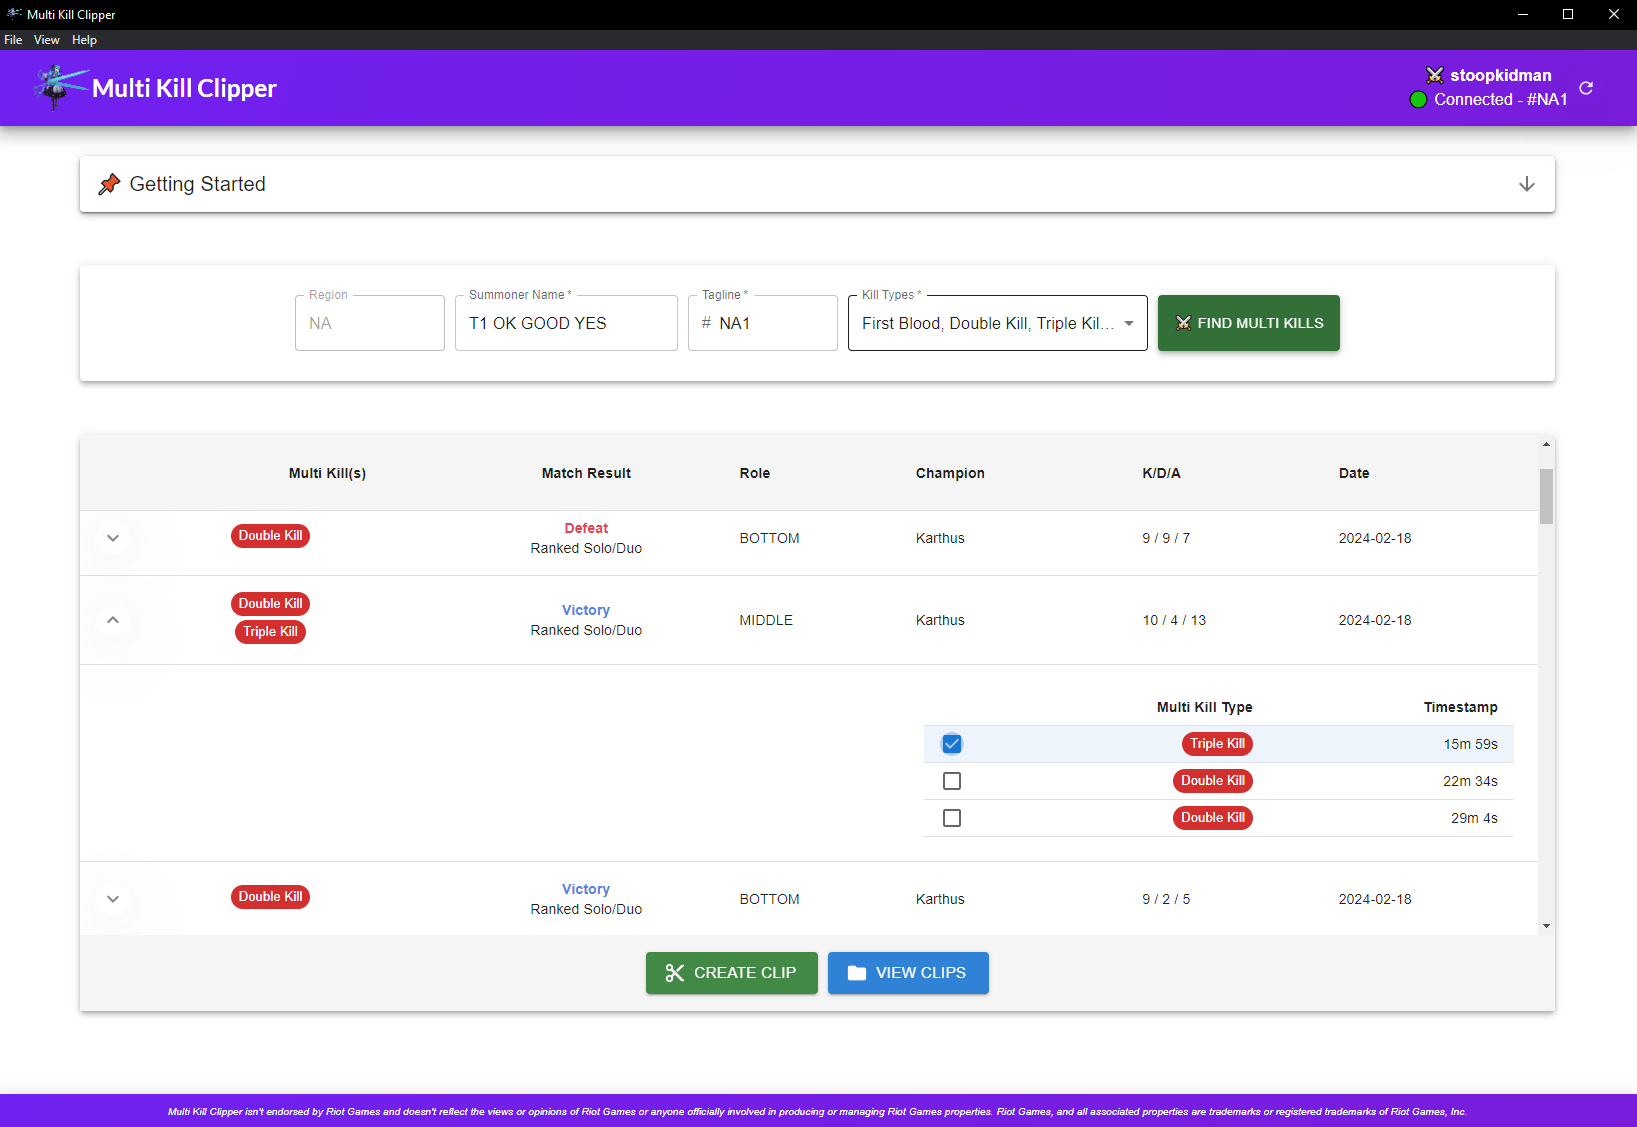 Multi Kill Clipper
File View Help
Multi Kill Clipper
stoopkidman
Connected - #NA1
Getting Started
Region
NA
Summoner Name *
T1 OK GOOD YES
Tagline *
# NA1
Kill Types *
First Blood, Double Kill, Triple Kil...
FIND MULTI KILLS
Multi Kill(s) Match Result Role Champion K/D/A Date
Double Kill Defeat Ranked Solo/Duo BOTTOM Karthus 9 / 9 / 7 2024-02-18
Double Kill Triple Kill Victory Ranked Solo/Duo MIDDLE Karthus 10 / 4 / 13 2024-02-18
Multi Kill Type Timestamp
Triple Kill 15m 59s
Double Kill 22m 34s
Double Kill 29m 4s
Double Kill Victory Ranked Solo/Duo BOTTOM Karthus 9 / 2 / 5 2024-02-18
CREATE CLIP VIEW CLIPS
Multi Kill Clipper isn't endorsed by Riot Games and doesn't reflect the views or opinions of Riot Games or anyone officially involved in producing or managing Riot Games properties. Riot Games, and all associated properties are trademarks or registered trademarks of Riot Games, Inc.